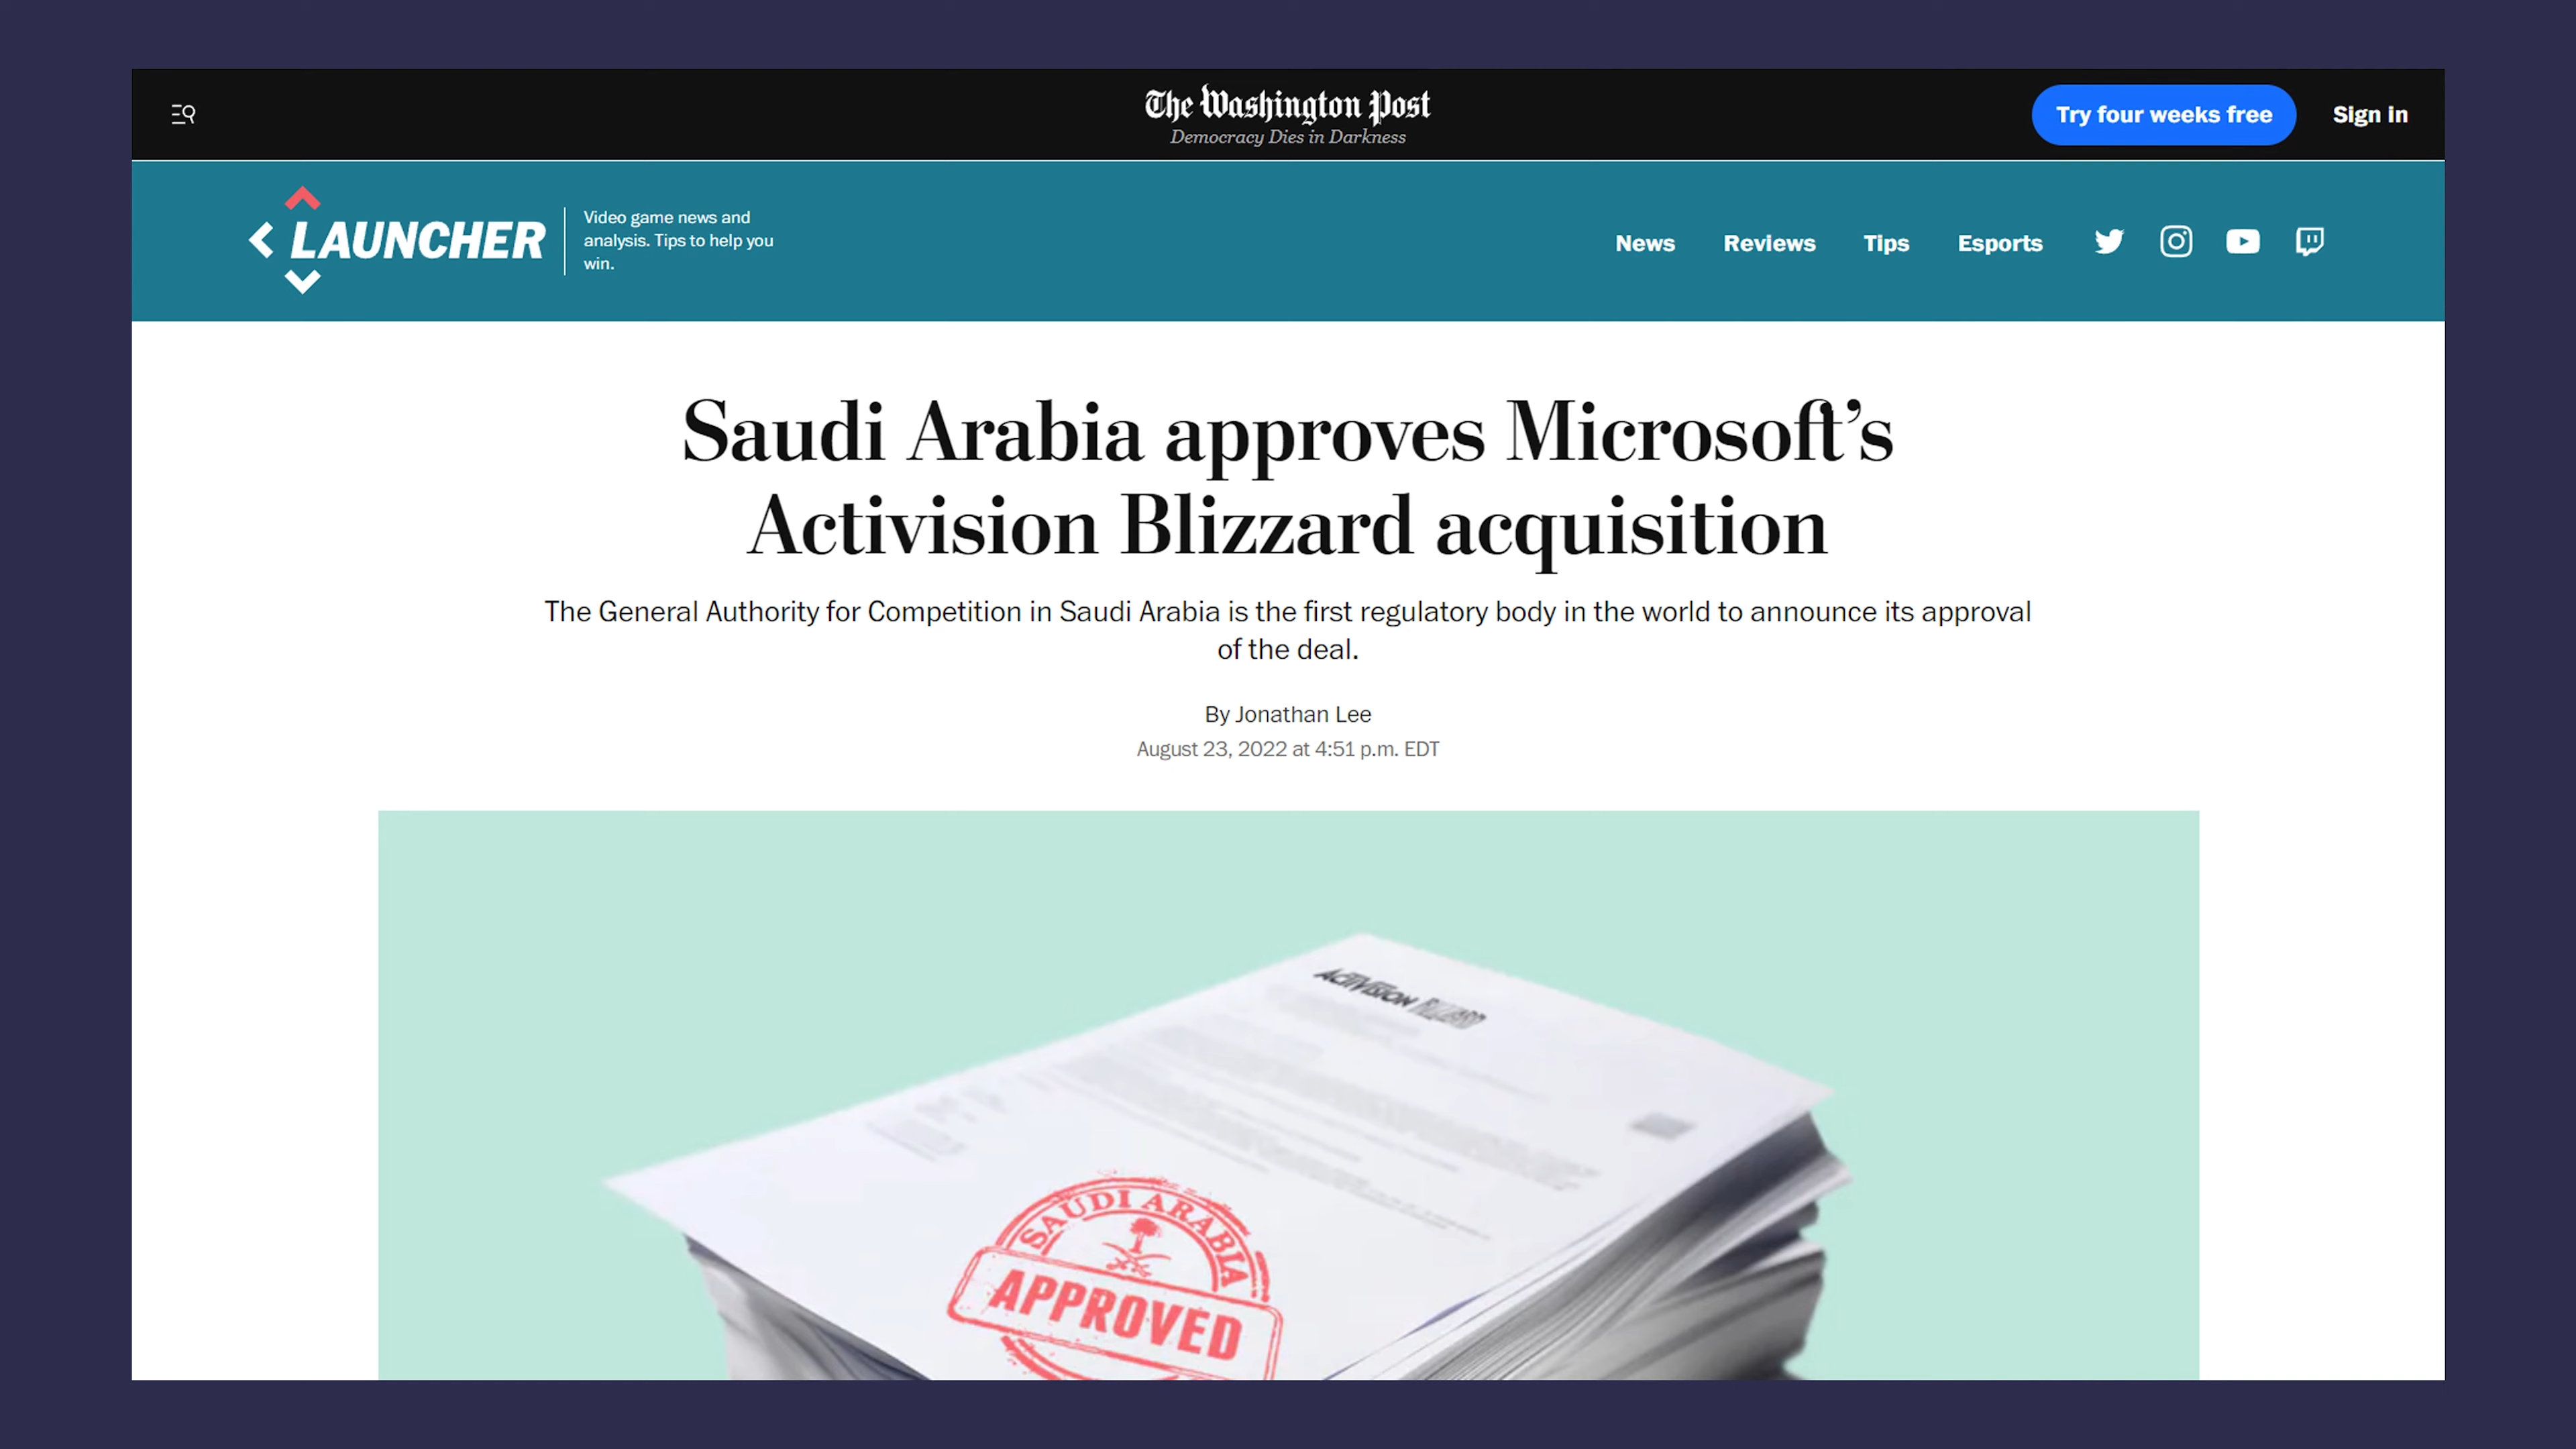 The Washington Post
Democracy Dies in Darkness
Try four weeks free
Sign in
LAUNCHER
Video game news and
analysis. Tips to help you
win.
News
Reviews
Tips
Esports
Saudi Arabia approves Microsoft’s
Activision Blizzard acquisition
The General Authority for Competition in Saudi Arabia is the first regulatory body in the world to announce its approval
of the deal.
By Jonathan Lee
August 23, 2022 at 4:51 p.m. EDT
ACTIVISION BLIZZARD
SAUDI ARABIA
APPROVED